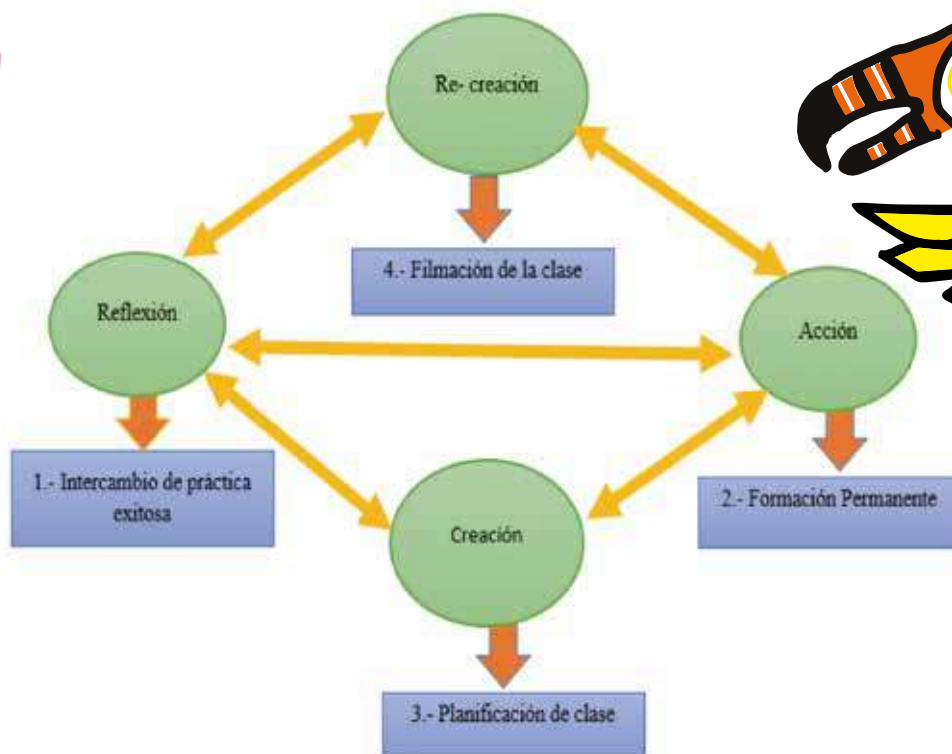 Re- creación
4.- Filmación de la clase
Reflexión
Acción
1.- Intercambio de práctica
exitosa
2.- Formación Permanente
Creación
3.- Planificación de clase